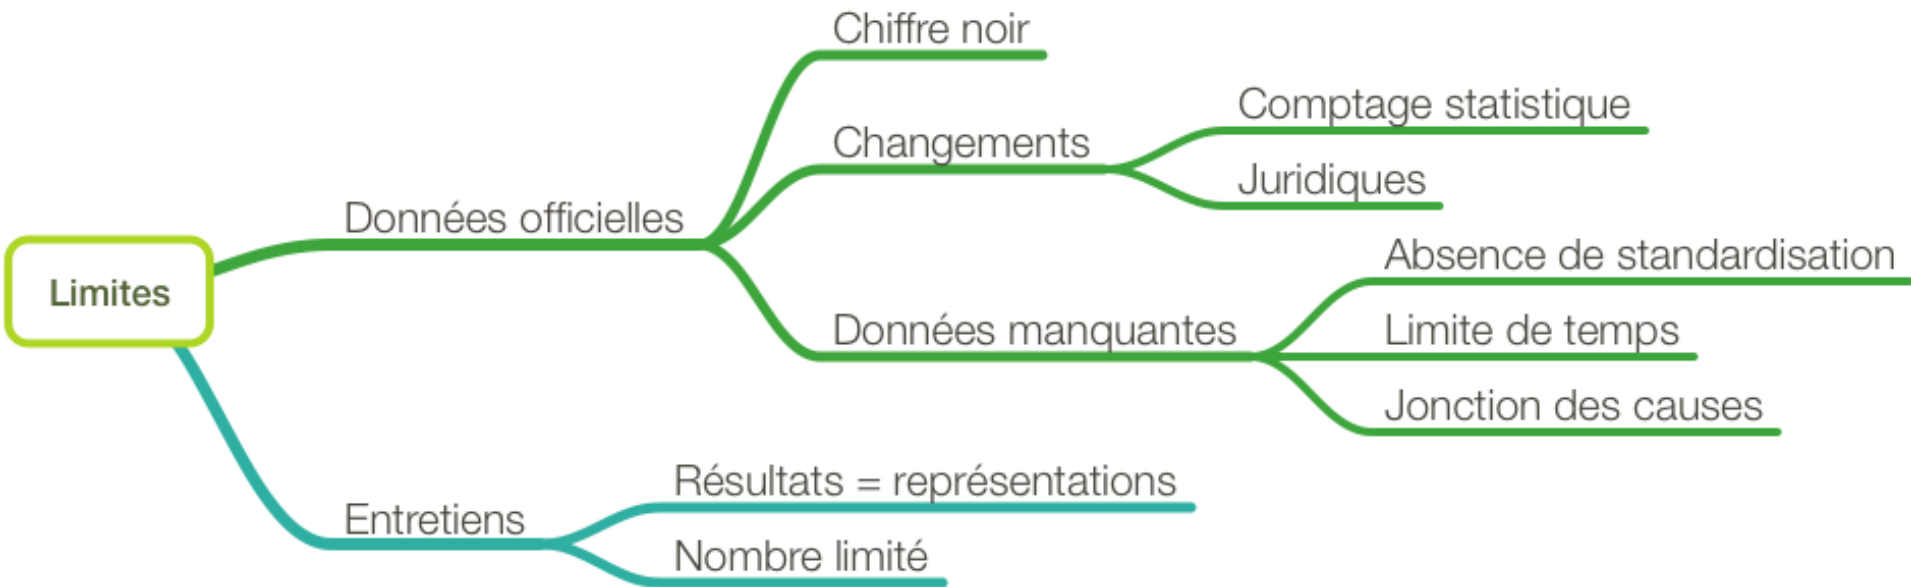 Chiffre noir
Comptage statistique
Changements
Juridiques
Données officielles
Absence de standardisation
Limites
Données manquantes
Limite de temps
Jonction des causes
Résultats = représentations
Entretiens
Nombre limité